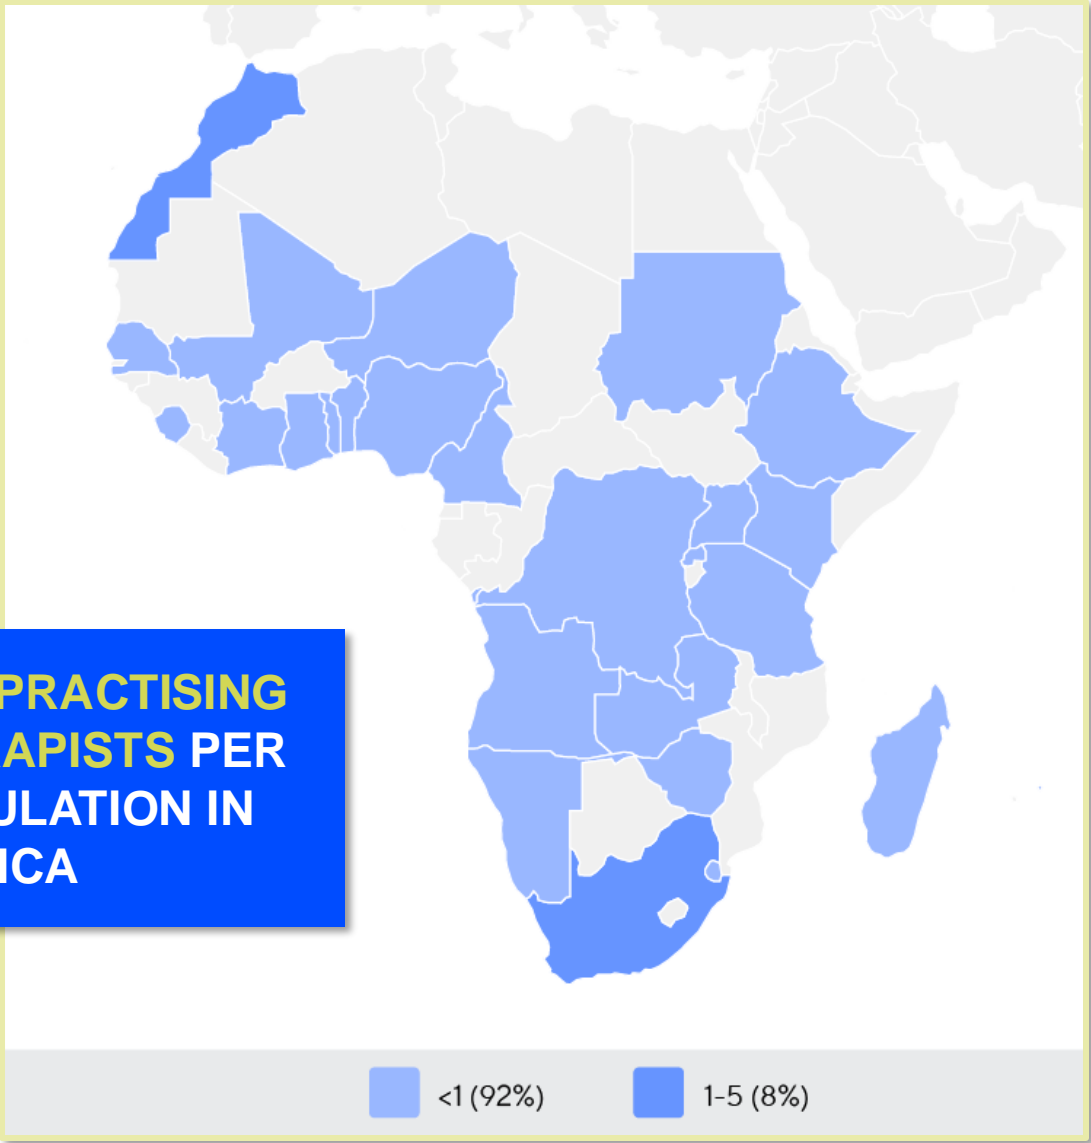 PRACTISING
APISTS PER
ULATION IN
ICA
<1 (92%)
1-5 (8%)